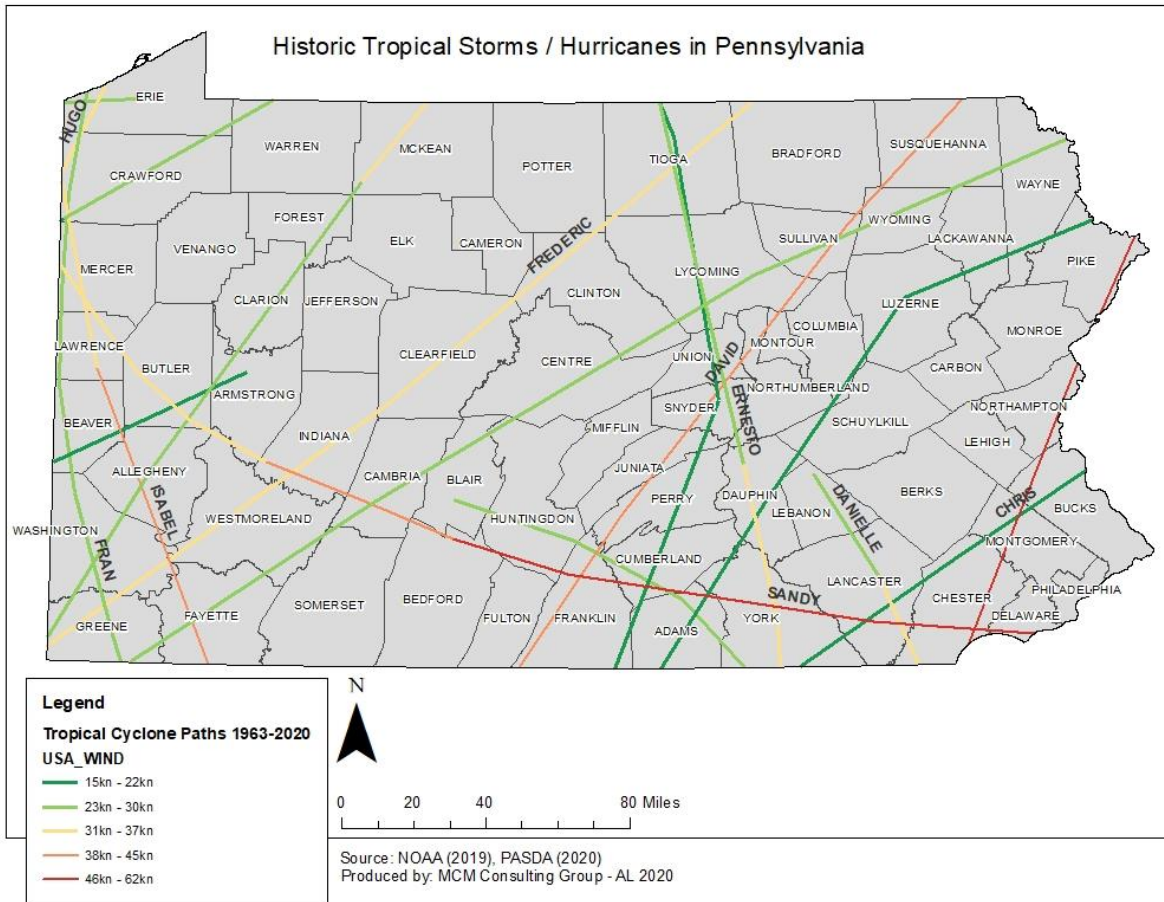 Historic Tropical Storms / Hurricanes in Pennsylvania
ERIE
HUGO
WARREN
MCKEAN
POTTER
TIOGA
BRADFORD
SUSQUEHANNA
CRAWFORD
WAYNE
FOREST
WYOMING
VENANGO
ELK
CAMERON
FREDERIC
SULLIVAN
LACKAWANNA
MERCER
LYCOMING
PIKE
CLARION
JEFFERSON
CLINTON
LUZERNE
COLUMBIA
MONROE
LAWRENCE
CLEARFIELD
CENTRE
UNION
MONTOUR
BUTLER
DAVID
CARBON
ARMSTRONG
NORTHUMBERLAND
SNYDER
ERNESTO
NORTHAMPTON
BEAVER
MIFFLIN
SCHUYLKILL
INDIANA
LEHIGH
ALLEGHENY
JUNIATA
CAMBRIA
BLAIR
BERKS
ISABEL
PERRY
DAUPHIN
LEBANON
DANIELLE
CHRIS
BUCKS
WESTMORELAND
HUNTINGDON
WASHINGTON
MONTGOMERY
FRAN
CUMBERLAND
LANCASTER
PHILADELPHIA
SANDY
CHESTER
SOMERSET
BEDFORD
FAYETTE
FULTON
FRANKLIN
YORK
DELAWARE
GREENE
ADAMS
Legend
Tropical Cyclone Paths 1963-2020
USA_WIND
15kn - 22kn
23kn - 30kn
31kn - 37kn
38kn - 45kn
46kn - 62kn
N
0 20 40 80 Miles
Source: NOAA (2019), PASDA (2020)
Produced by: MCM Consulting Group - AL 2020